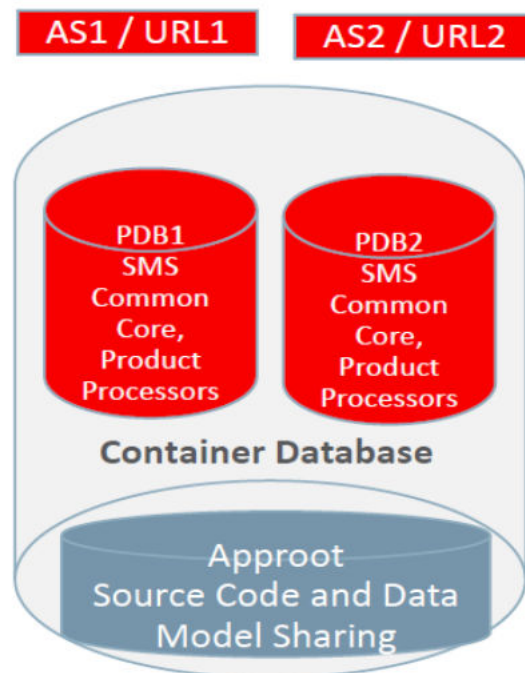 AS1 / URL1
AS2 / URL2
PDB1
SMS
Common
Core,
Product
Processors
PDB2
SMS
Common
Core,
Product
Processors
Container Database
Approot
Source Code and Data
Model Sharing